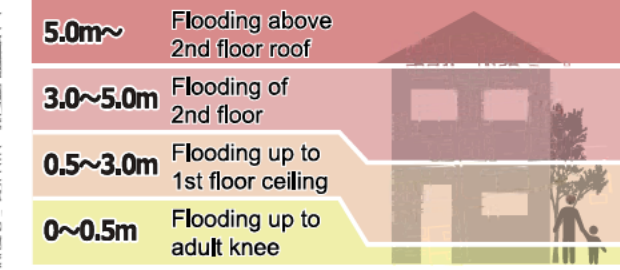 5.0m~ Flooding above
2nd floor roof
3.0~5.0m Flooding of
2nd floor
0.5~3.0m Flooding up to
1st floor ceiling
0~0.5m Flooding up to
adult knee